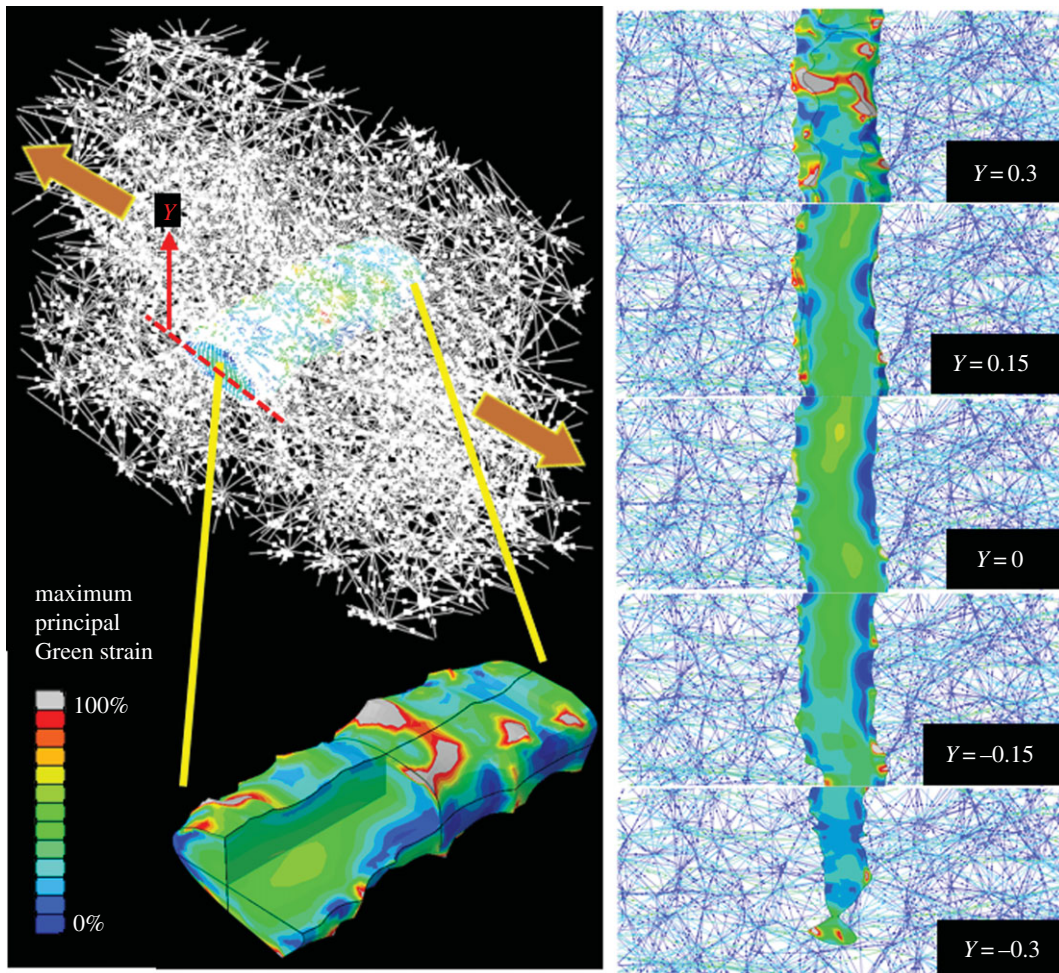 Y
maximum
principal
Green strain
100%
0%
Y = 0.3
Y = 0.15
Y = 0
Y = –0.15
Y = –0.3